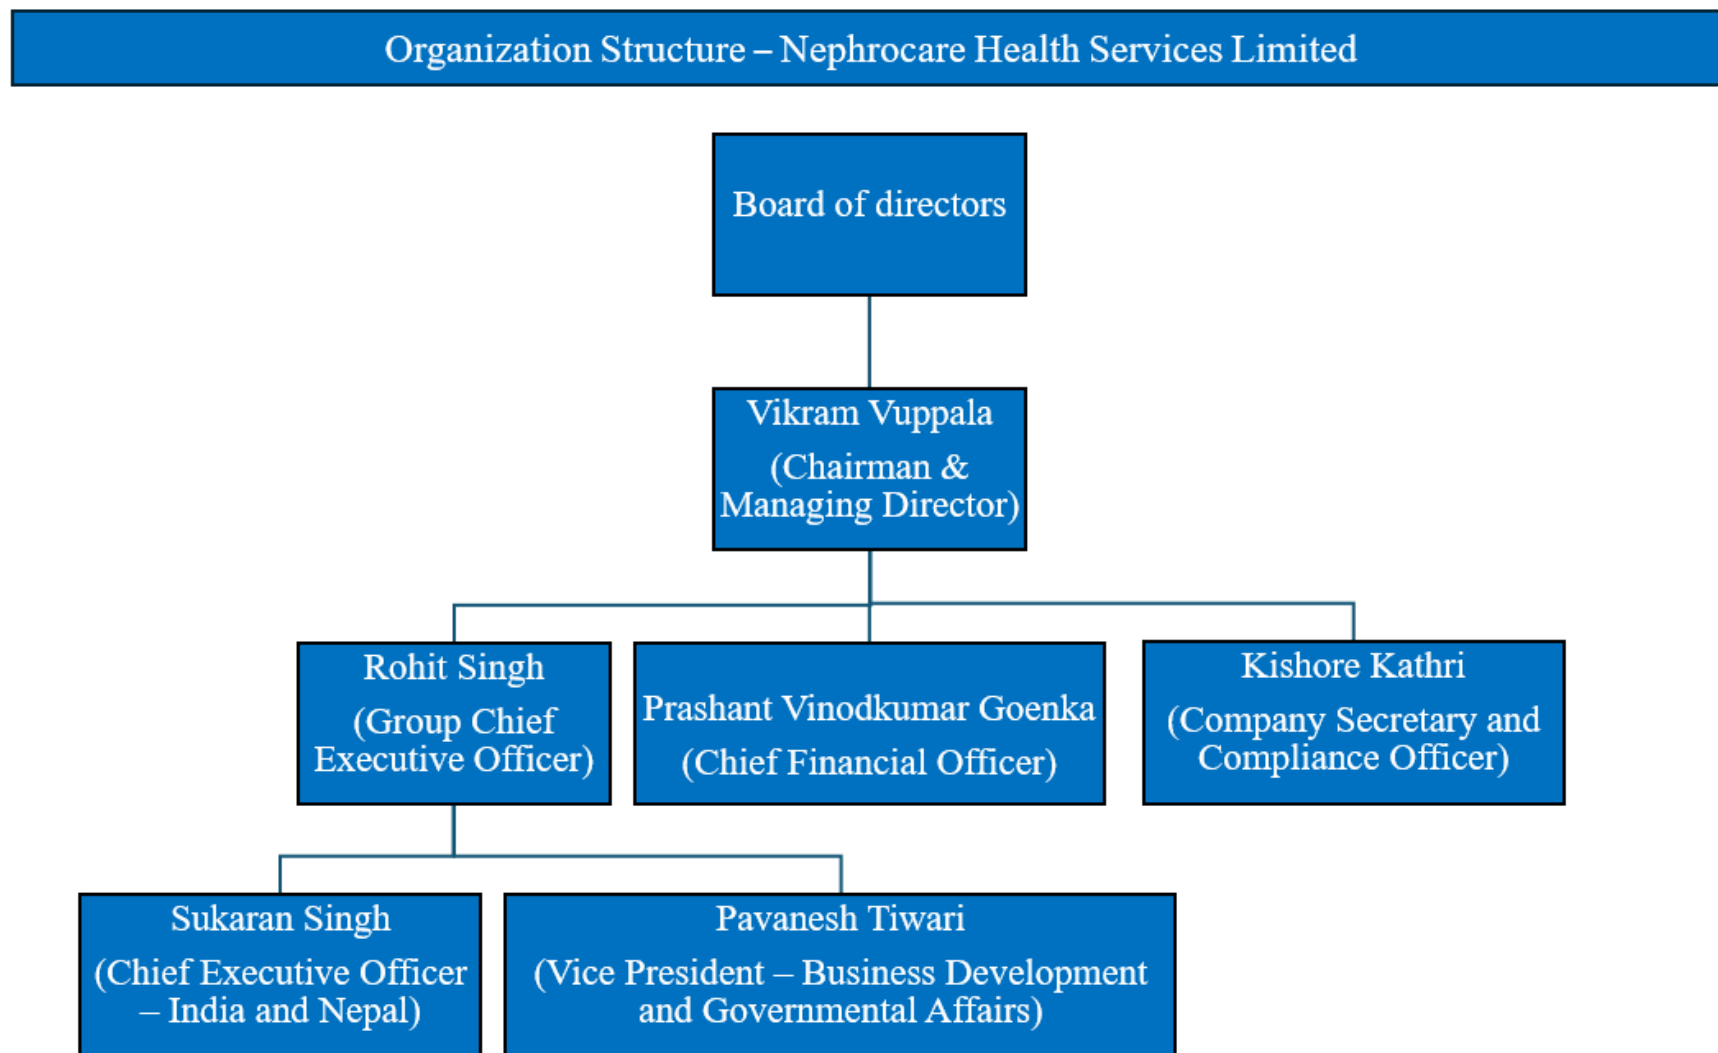 Organization Structure – Nephrocare Health Services Limited
Board of directors
Vikram Vuppala
(Chairman &
Managing Director)
Rohit Singh
(Group Chief
Executive Officer)
Prashant Vinodkumar Goenka
(Chief Financial Officer)
Kishore Kathri
(Company Secretary and
Compliance Officer)
Sukaran Singh
(Chief Executive Officer
– India and Nepal)
Pavanesh Tiwari
(Vice President – Business Development
and Governmental Affairs)